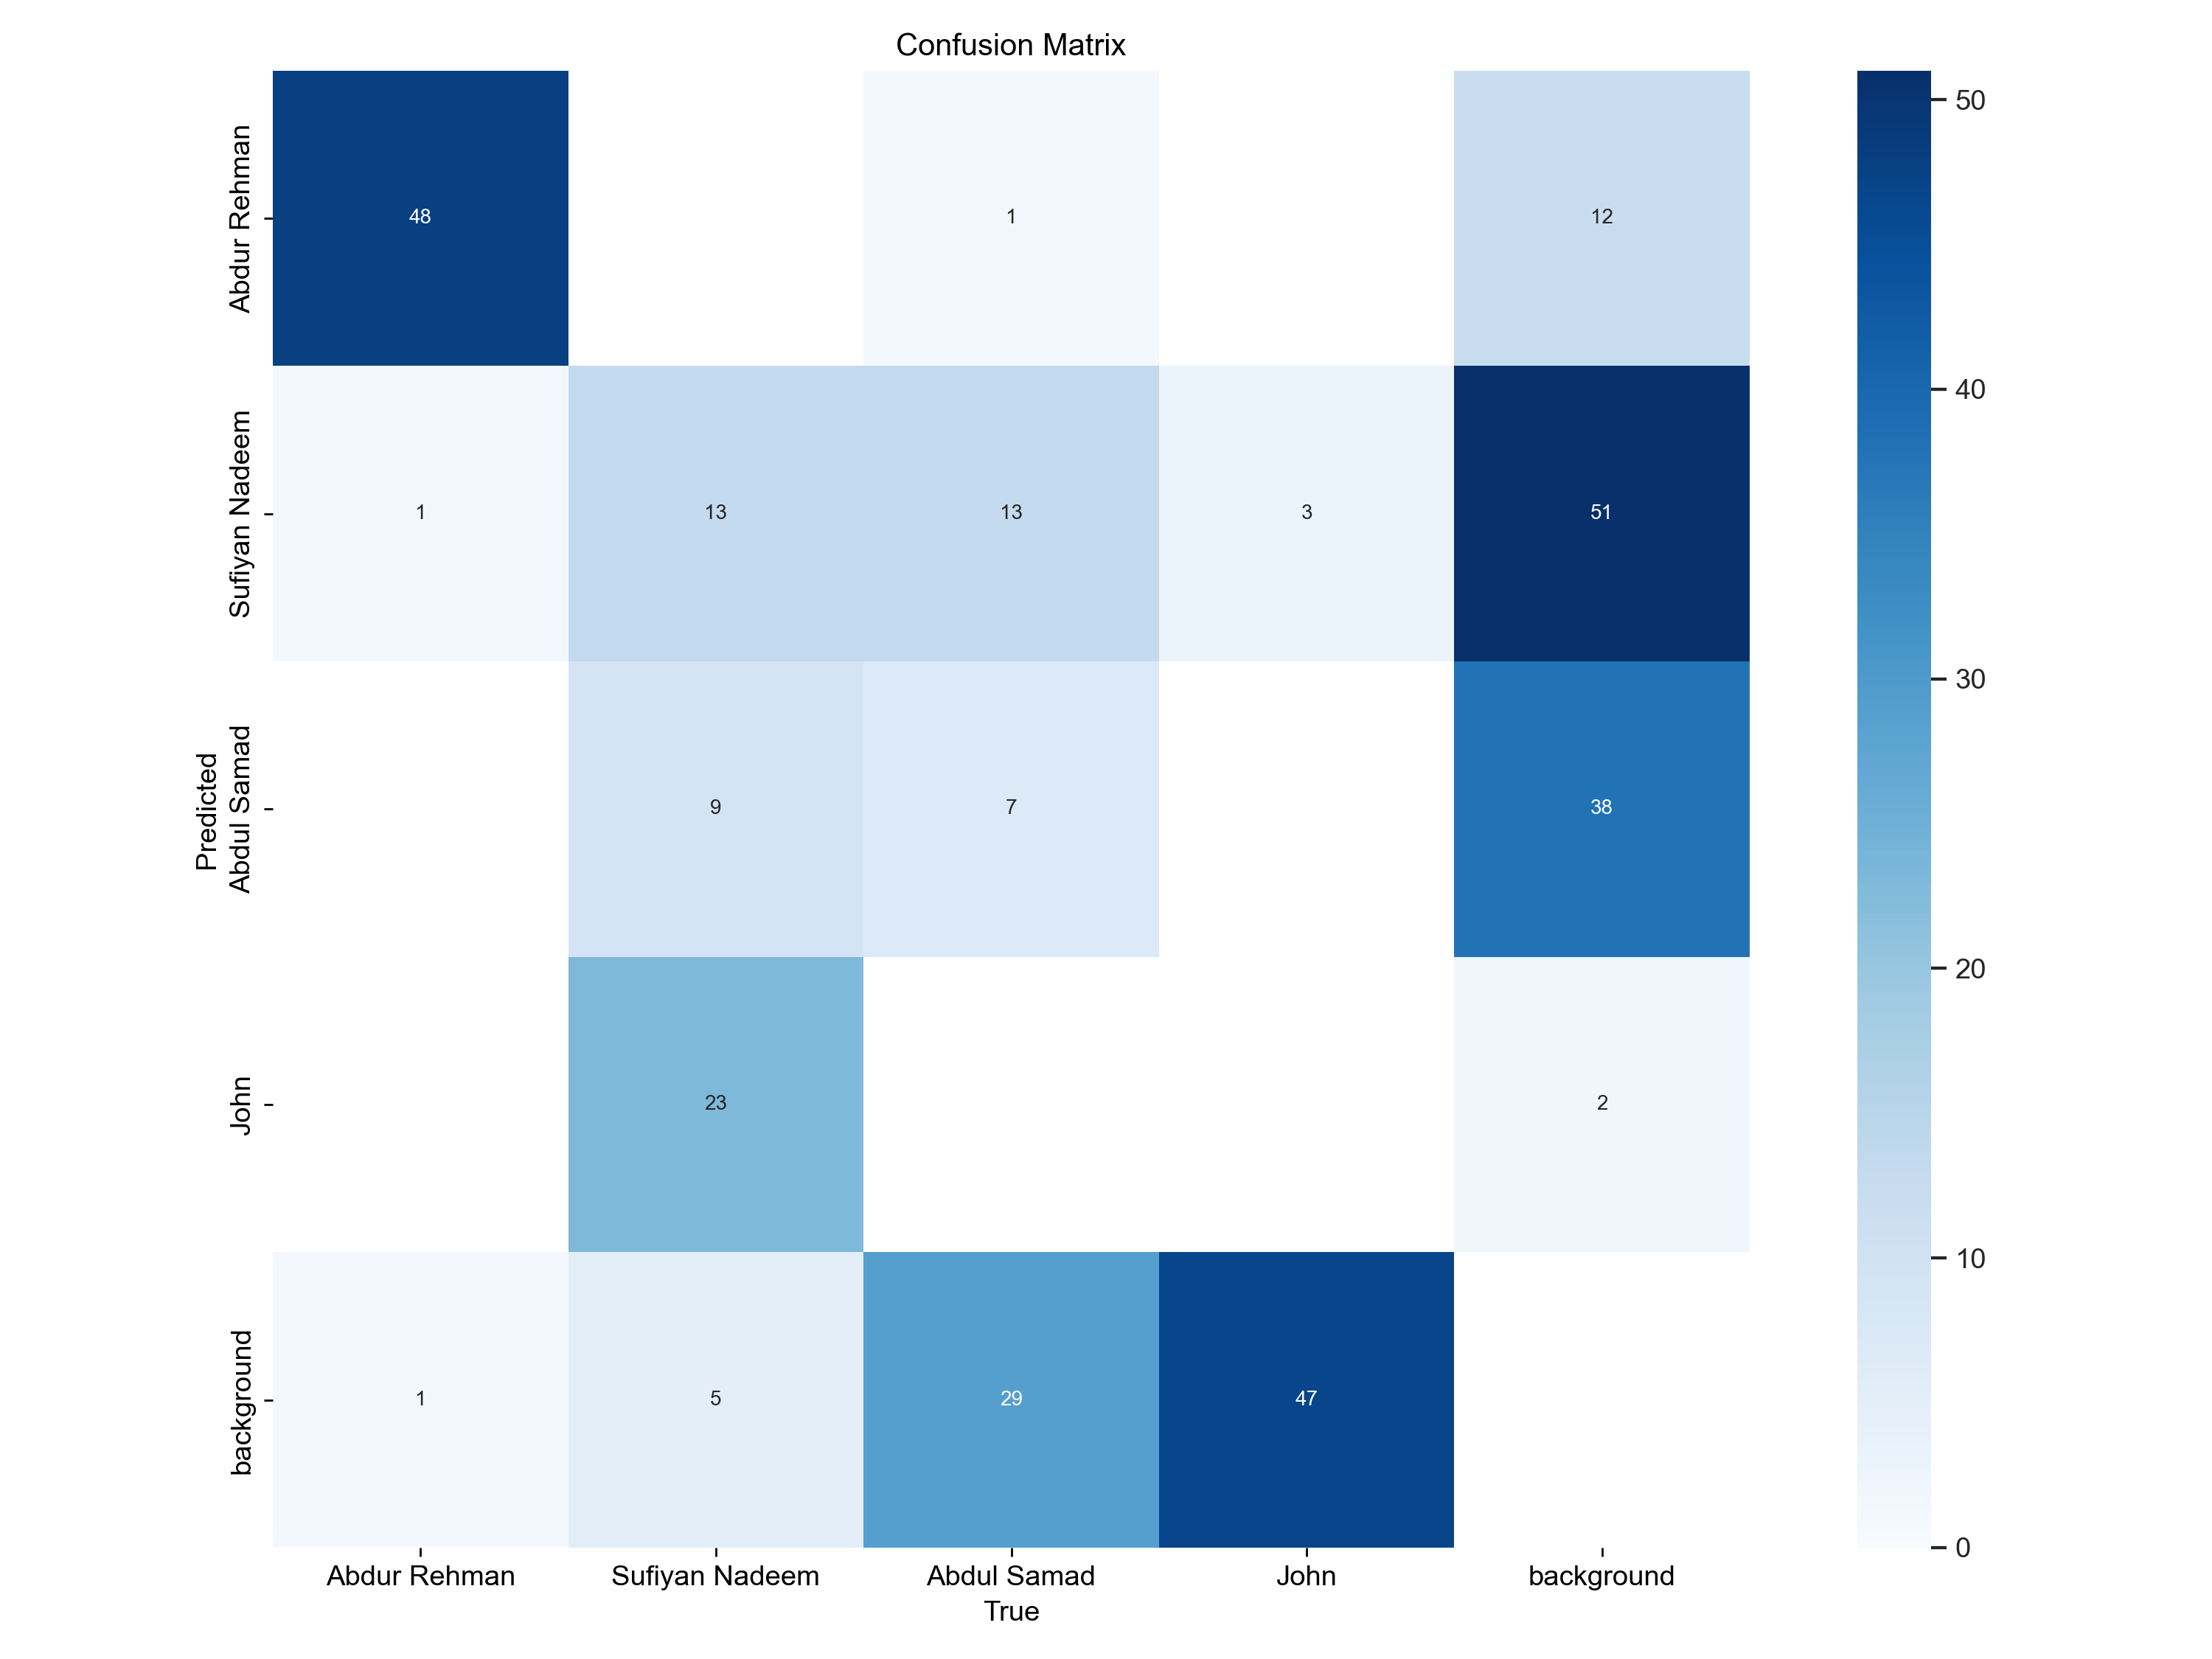 Confusion Matrix
Abdur Rehman
48
1
12
50
40
Sufiyan Nadeem
1
13
13
3
51
30
Predicted
Abdul Samad
9
7
38
20
John
23
2
10
background
1
5
29
47
0
Abdur Rehman
Sufiyan Nadeem
Abdul Samad
John
background
True